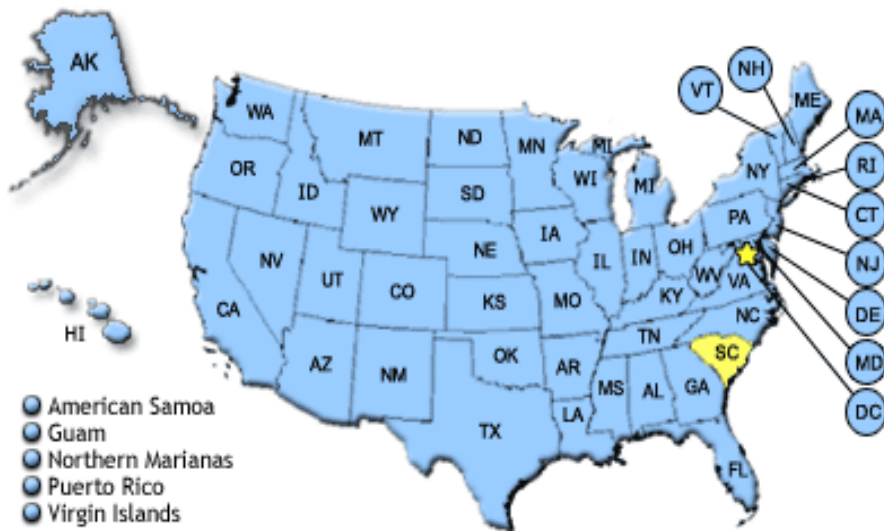 AK
WA
MT
ND
MN
MI
VT
NH
ME
MA
OR
ID
SD
WI
MI
NY
RI
WY
CT
PA
IA
NE
NV
UT
CO
IL
IN
OH
WV
VA
NJ
CA
KS
MO
KY
DE
HI
NC
TN
SC
MD
AZ
NM
OK
AR
MS
AL
GA
DC
LA
TX
FL
American Samoa
Guam
Northern Marianas
Puerto Rico
Virgin Islands